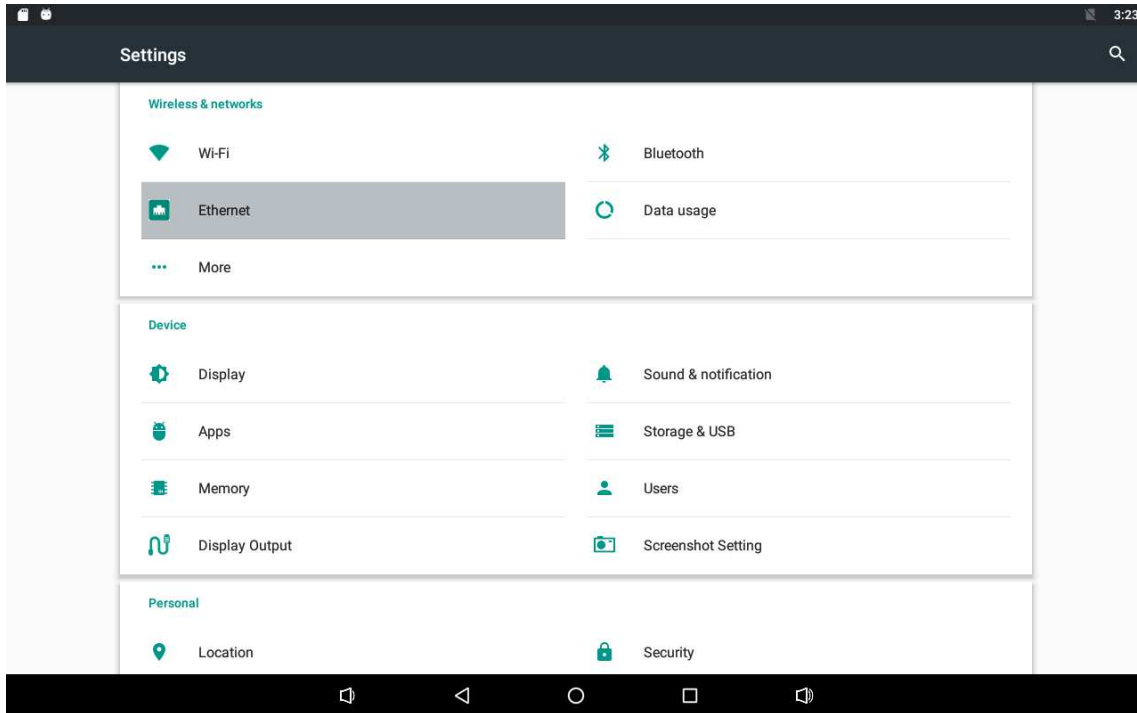 3:23
Settings
Wireless & networks
Wi-Fi
Bluetooth
Ethernet
Data usage
More
Device
Display
Sound & notification
Apps
Storage & USB
Memory
Users
Display Output
Screenshot Setting
Personal
Location
Security